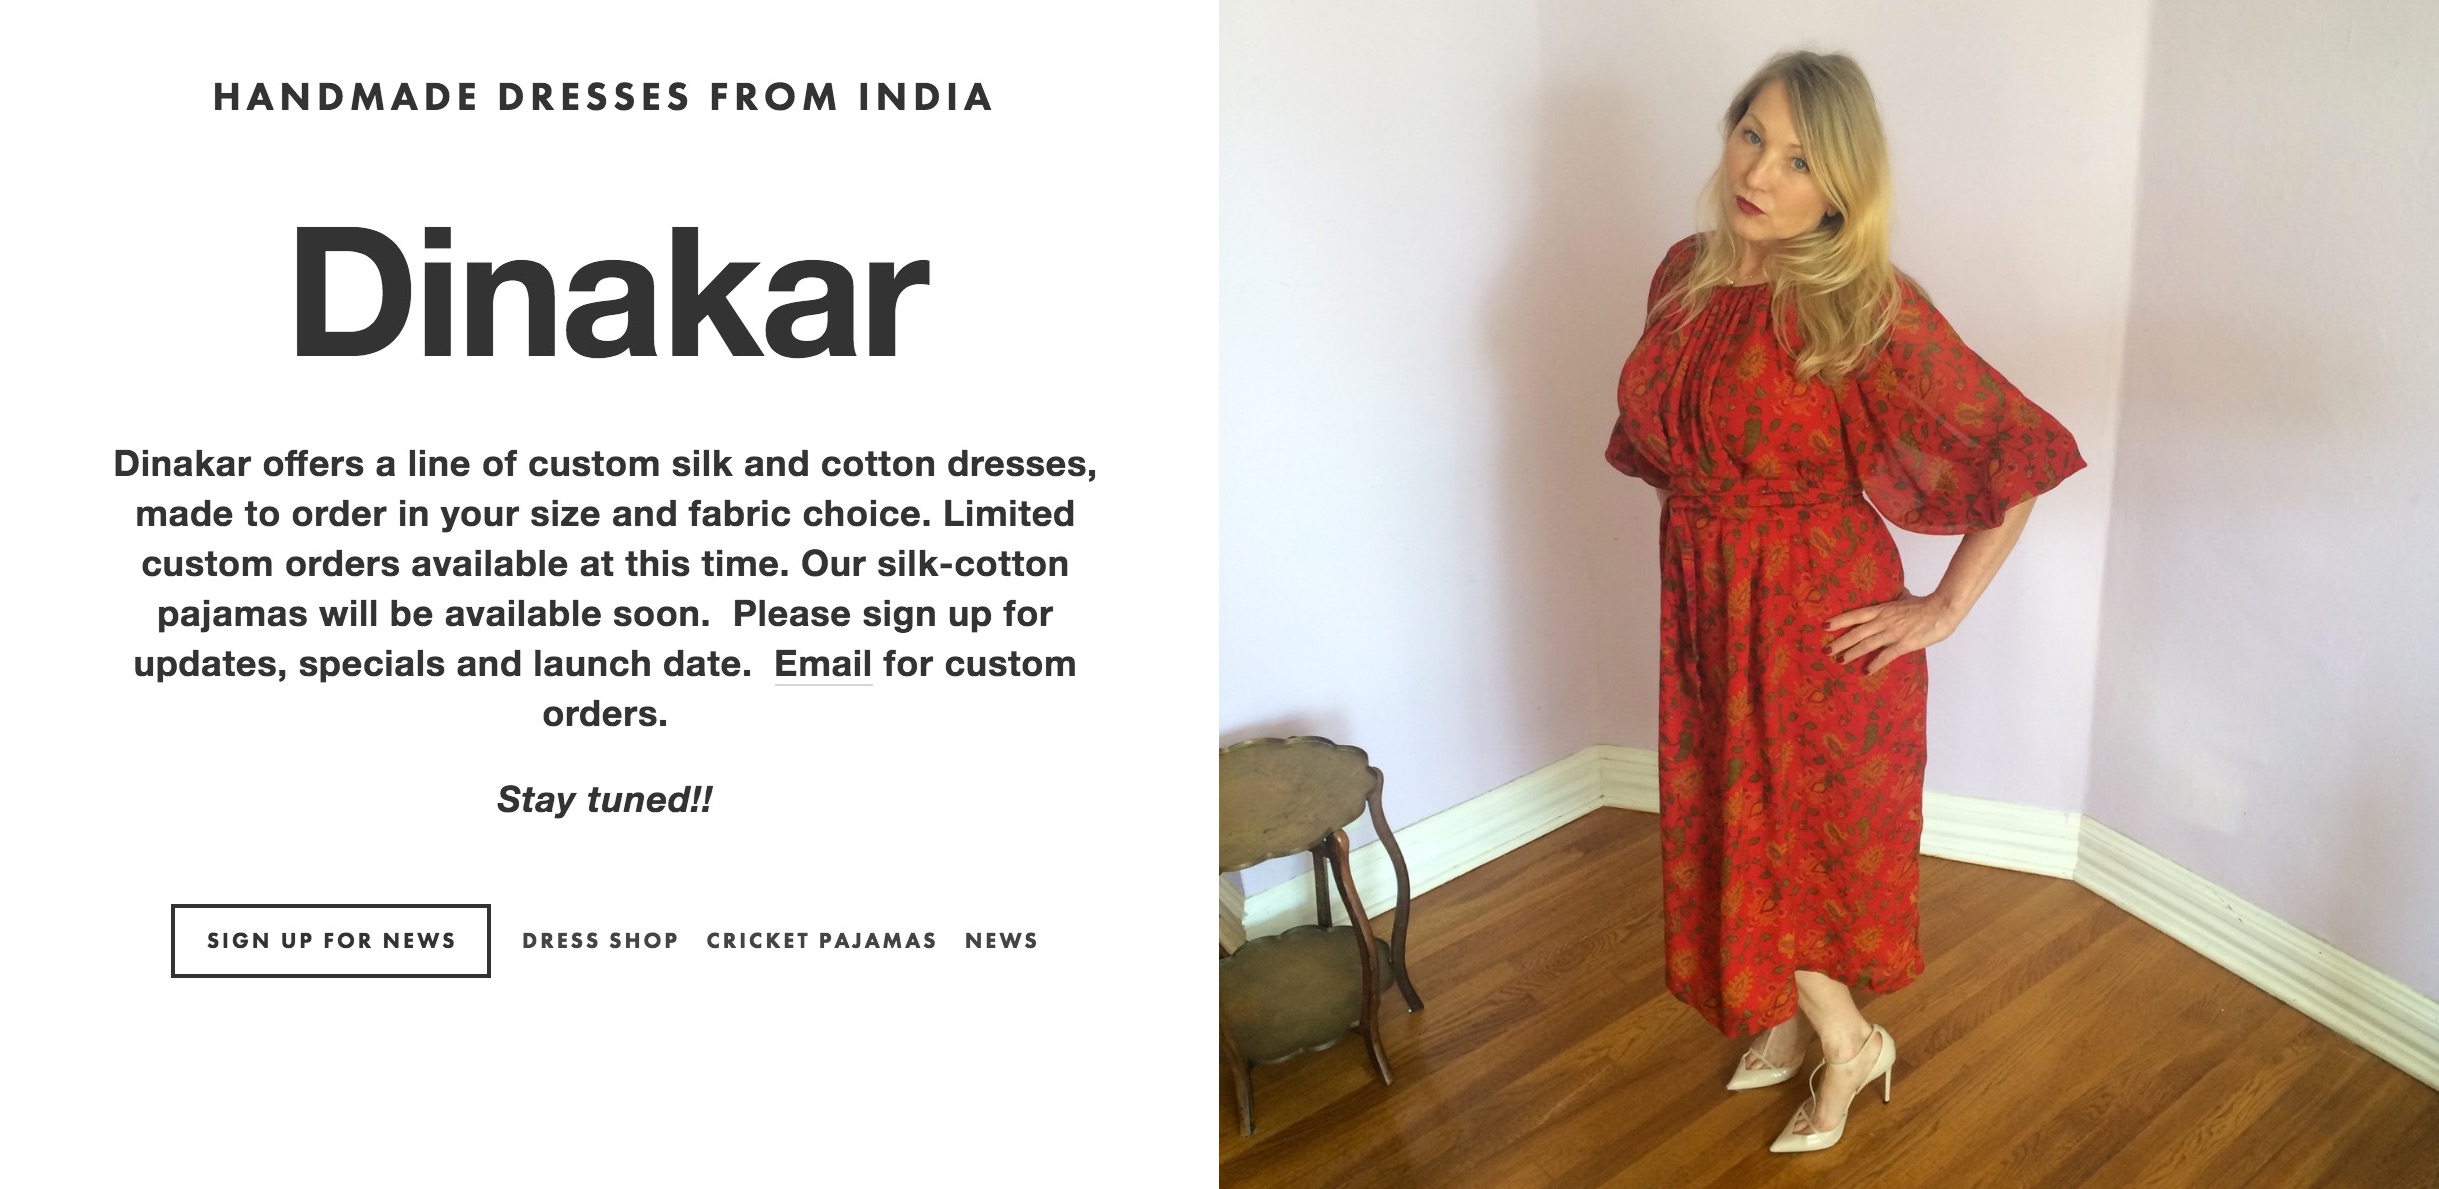 HANDMADE DRESSES FROM INDIA
Dinakar
Dinakar offers a line of custom silk and cotton dresses,
made to order in your size and fabric choice. Limited
custom orders available at this time. Our silk-cotton
pajamas will be available soon.  Please sign up for
updates, specials and launch date.  Email for custom
orders.
Stay tuned!!
SIGN UP FOR NEWS DRESS SHOP CRICKET PAJAMAS NEWS